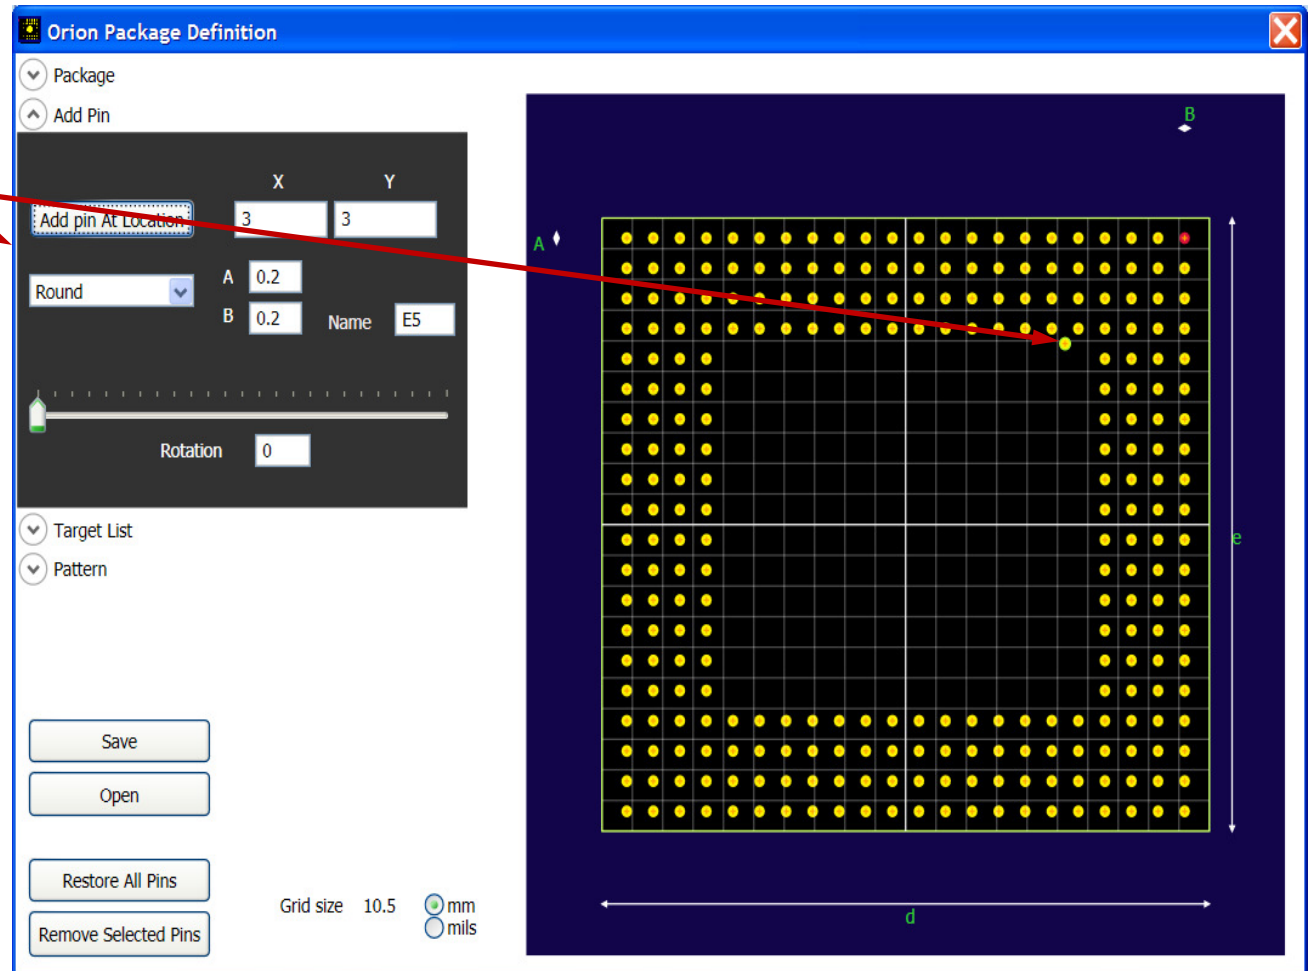 Orion Package Definition
Package
Add Pin
X Y
Add pin At Location 3 3
Round A 0.2
B 0.2 Name E5
Rotation 0
Target List
Pattern
Save
Open
Restore All Pins
Remove Selected Pins
Grid size 10.5 mm
mils
B
A
e
d